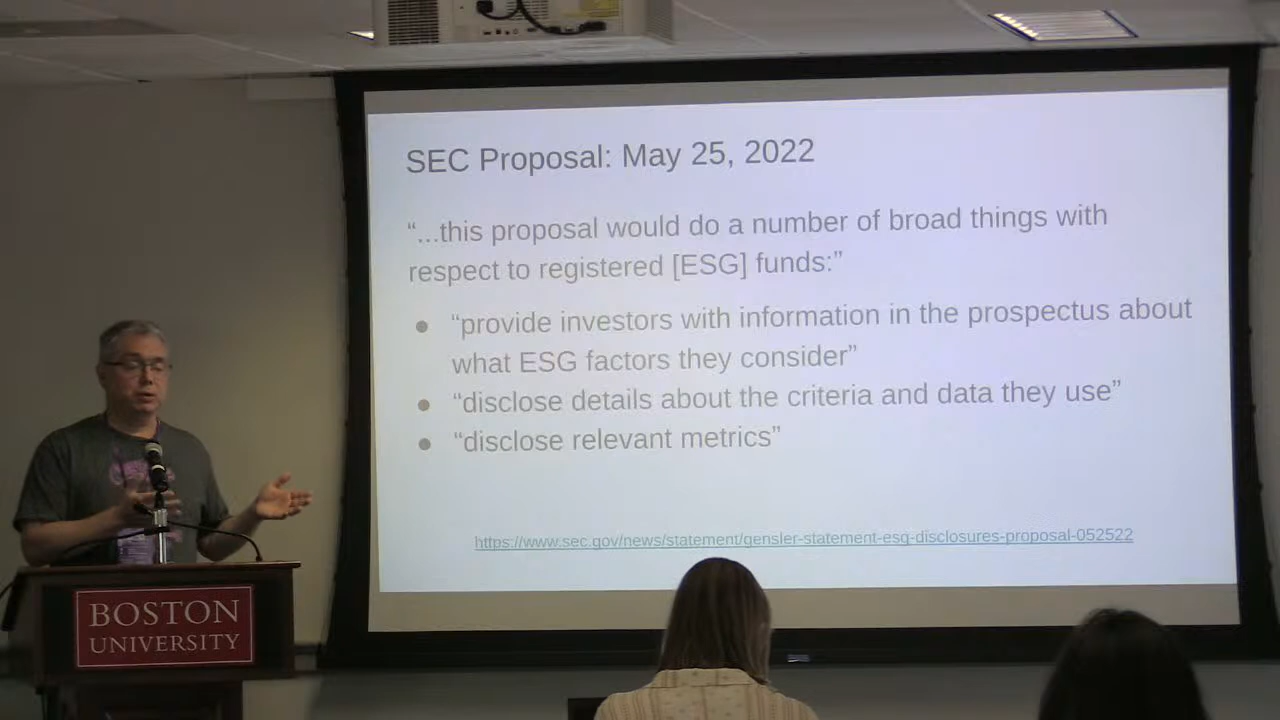 SEC Proposal: May 25, 2022
“...this proposal would do a number of broad things with
respect to registered [ESG] funds:”
● “provide investors with information in the prospectus about
what ESG factors they consider”
● “disclose details about the criteria and data they use”
● “disclose relevant metrics”
https://www.sec.gov/news/statement/gensler-statement-esg-disclosures-proposal-052522
BOSTON
UNIVERSITY